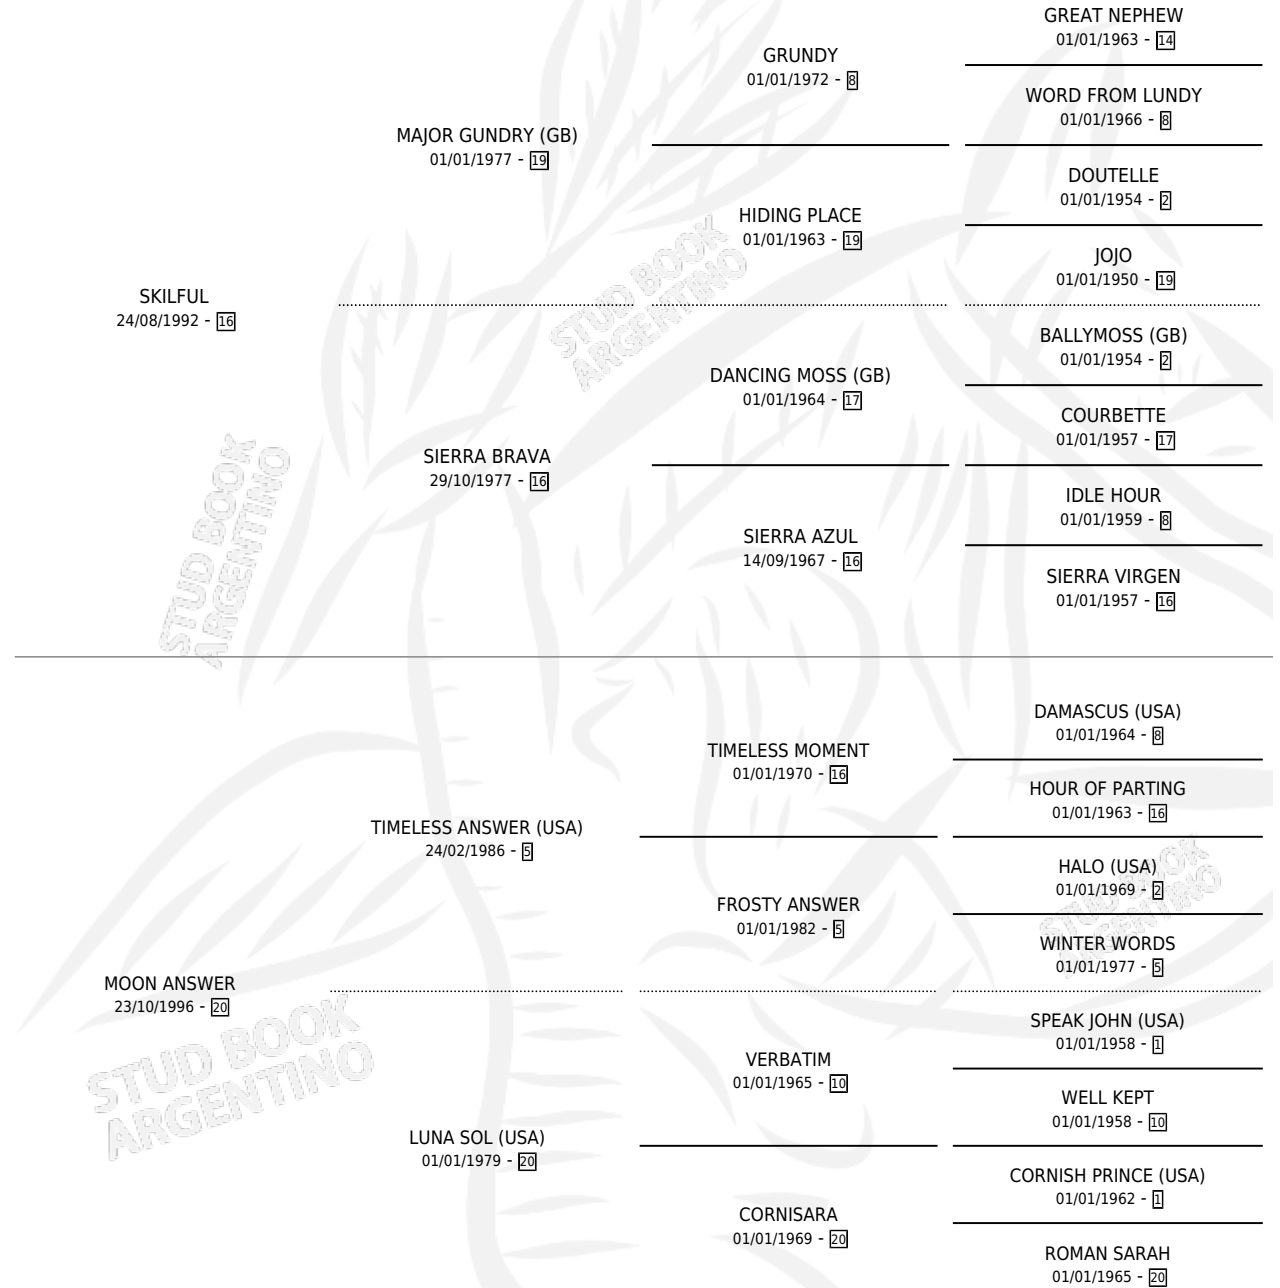 GREAT NEPHEW
01/01/1963 - 14
GRUNDY
01/01/1972 - 8
WORD FROM LUNDY
01/01/1966 - 8
MAJOR GUNDRY (GB)
01/01/1977 - 19
DOUTELLE
01/01/1954 - 2
HIDING PLACE
01/01/1963 - 19
JOJO
01/01/1950 - 19
SKILFUL
24/08/1992 - 16
STUD BOOK
ARGENTINO
BALLYMOSS (GB)
01/01/1954 - 2
DANCING MOSS (GB)
01/01/1964 - 17
COURBETTE
01/01/1957 - 17
SIERRA BRAVA
29/10/1977 - 16
IDLE HOUR
01/01/1959 - 8
SIERRA AZUL
14/09/1967 - 16
SIERRA VIRGEN
01/01/1957 - 16
STUD BOOK
ARGENTINO
DAMASCUS (USA)
01/01/1964 - 8
TIMELESS MOMENT
01/01/1970 - 16
HOUR OF PARTING
01/01/1963 - 16
TIMELESS ANSWER (USA)
24/02/1986 - 5
HALO (USA)
01/01/1969 - 2
FROSTY ANSWER
01/01/1982 - 5
STUD BOOK
ARGENTINO
WINTER WORDS
01/01/1977 - 5
MOON ANSWER
23/10/1996 - 20
SPEAK JOHN (USA)
01/01/1958 - 1
VERBATIM
01/01/1965 - 10
STUD BOOK
ARGENTINO
WELL KEPT
01/01/1958 - 10
LUNA SOL (USA)
01/01/1979 - 20
CORNISH PRINCE (USA)
01/01/1962 - 1
CORNISARA
01/01/1969 - 20
ROMAN SARAH
01/01/1965 - 20